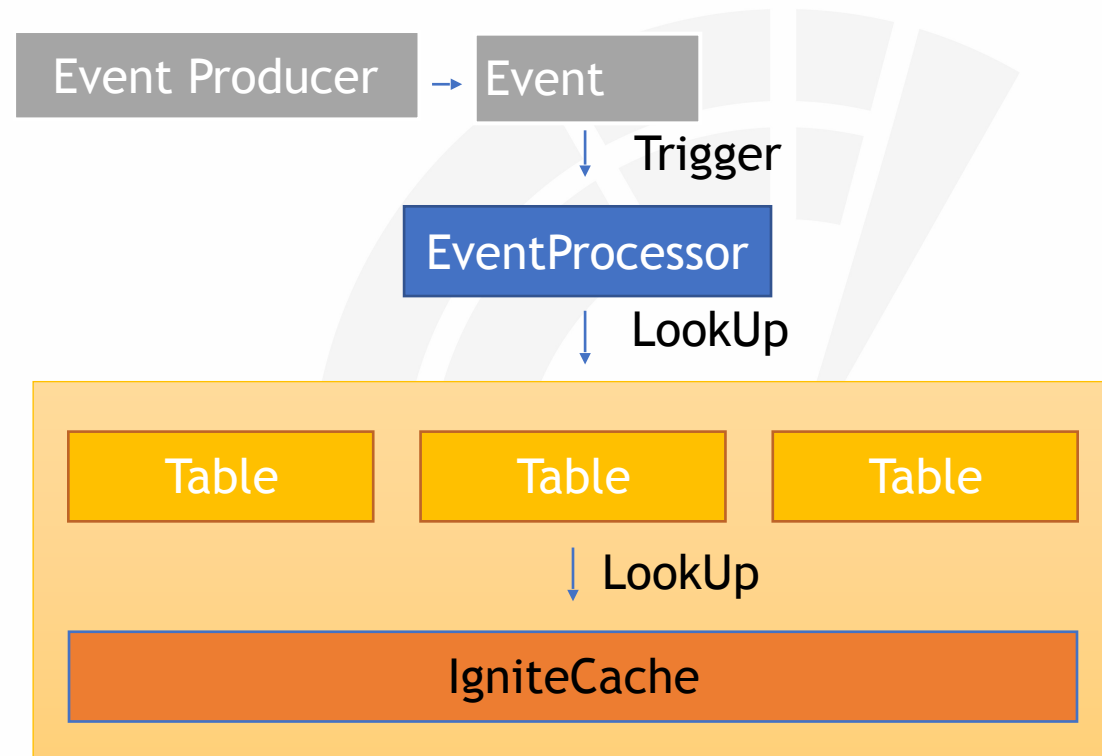 Event Producer
Event
Trigger
EventProcessor
LookUp
Table
Table
Table
LookUp
IgniteCache